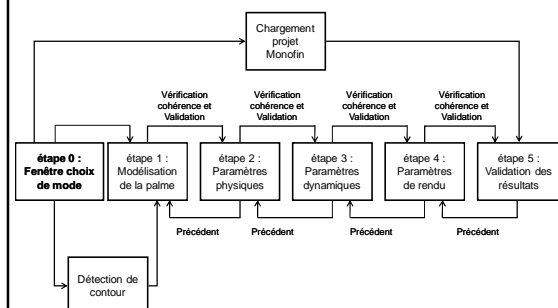 Chargement
projet
Monofin
Vérification
cohérence et
Validation
Vérification
cohérence et
Validation
Vérification
cohérence et
Validation
Vérification
cohérence et
Validation
étape 0 :
Fenêtre choix
de mode
étape 1 :
Modélisation
de la palme
étape 2 :
Paramètres
physiques
étape 3 :
Paramètres
dynamiques
étape 4 :
Paramètres
de rendu
étape 5 :
Validation des
résultats
Précédent
Précédent
Précédent
Précédent
Détection de
contour